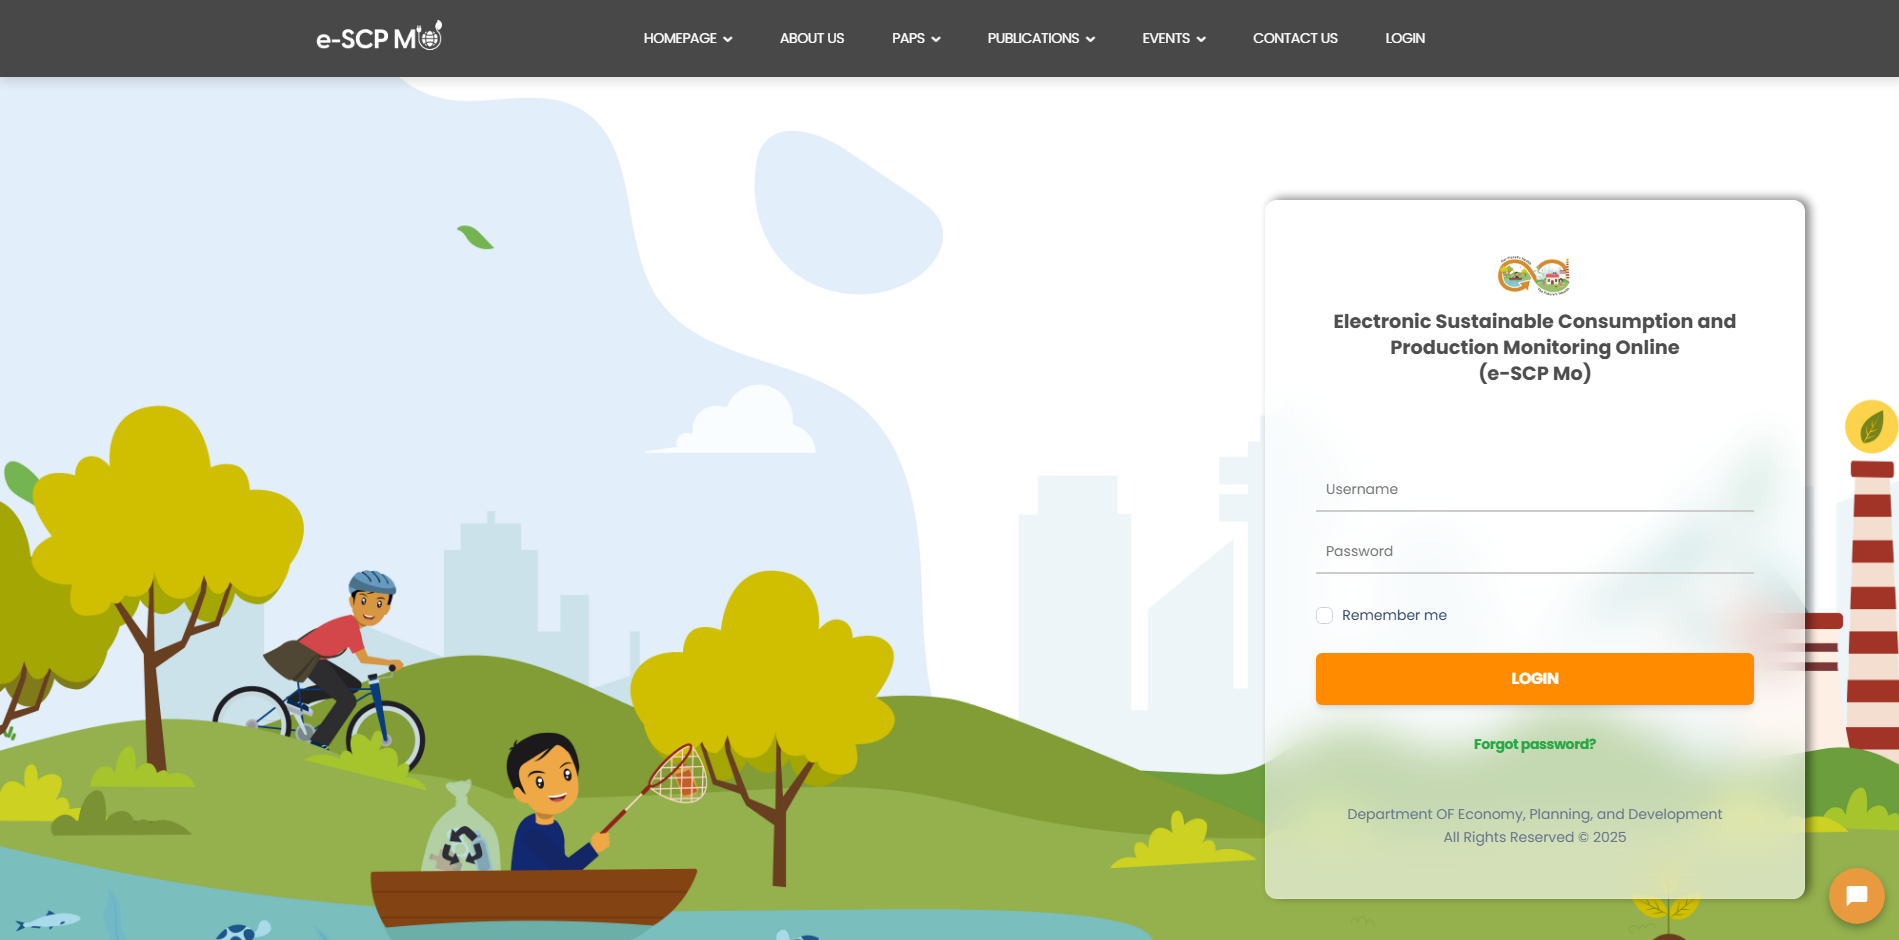 e-SCP Mo
HOMEPAGE
ABOUT US
PAPS
PUBLICATIONS
EVENTS
CONTACT US
LOGIN
Electronic Sustainable Consumption and
Production Monitoring Online
(e-SCP Mo)
Username
Password
Remember me
LOGIN
Forgot password?
Department OF Economy, Planning, and Development
All Rights Reserved © 2025